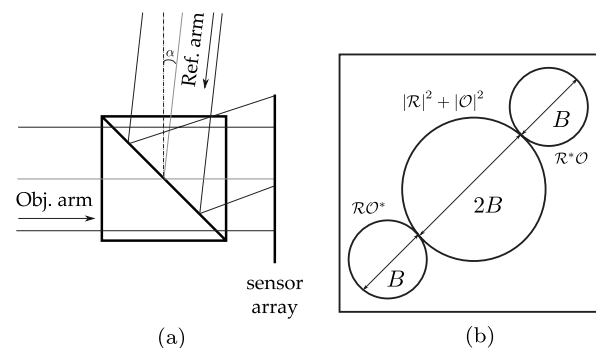 α
Ref. arm
Obj. arm
sensor
array
(a)
|R|² + |O|²
B
R*O
2B
RO*
B
(b)